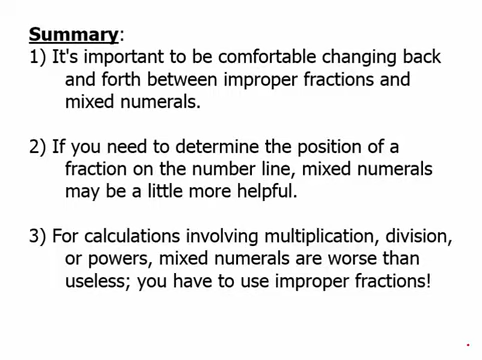 Summary:
1) It's important to be comfortable changing back
and forth between improper fractions and
mixed numerals.
2) If you need to determine the position of a
fraction on the number line, mixed numerals
may be a little more helpful.
3) For calculations involving multiplication, division,
or powers, mixed numerals are worse than
useless; you have to use improper fractions!